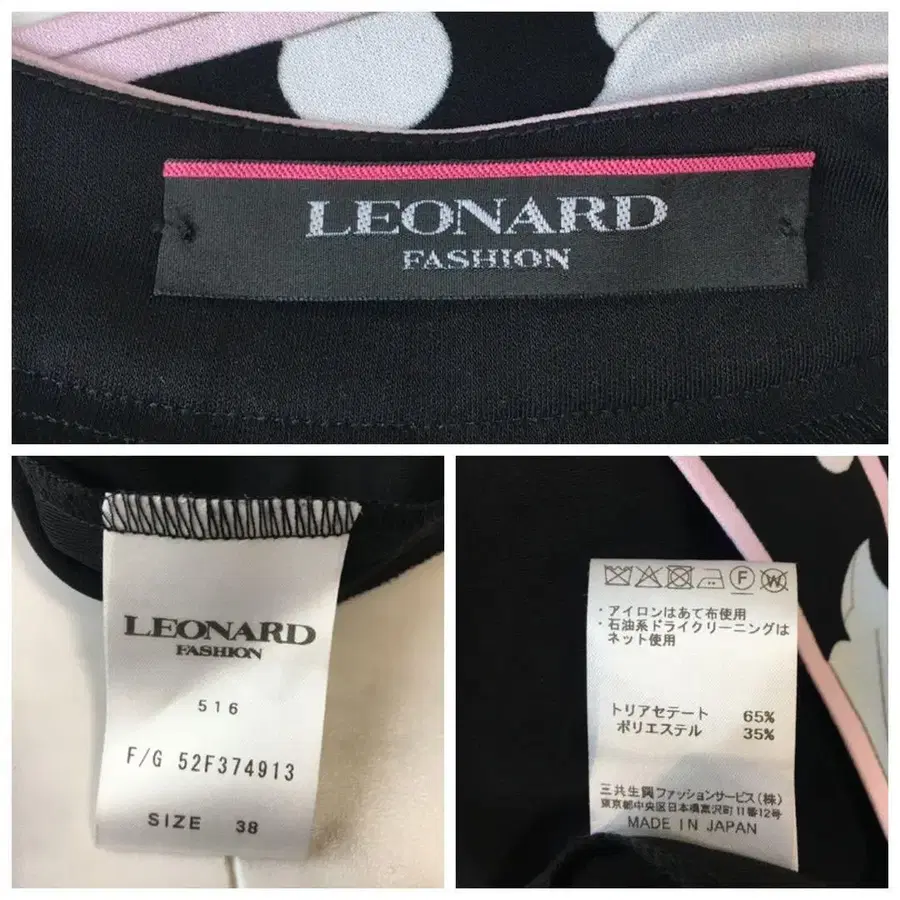 LEONARD
FASHION
LEONARD
FASHION
516
F/G 52F374913
SIZE 38
F W
・アイロンはあて布使用
・石油系ドライクリーニングは
ネット使用
トリアセテート 65%
ポリエステル 35%
三共生興ファッションサービス(株)
東京都中央区日本橋富沢町11番12号
MADE IN JAPAN